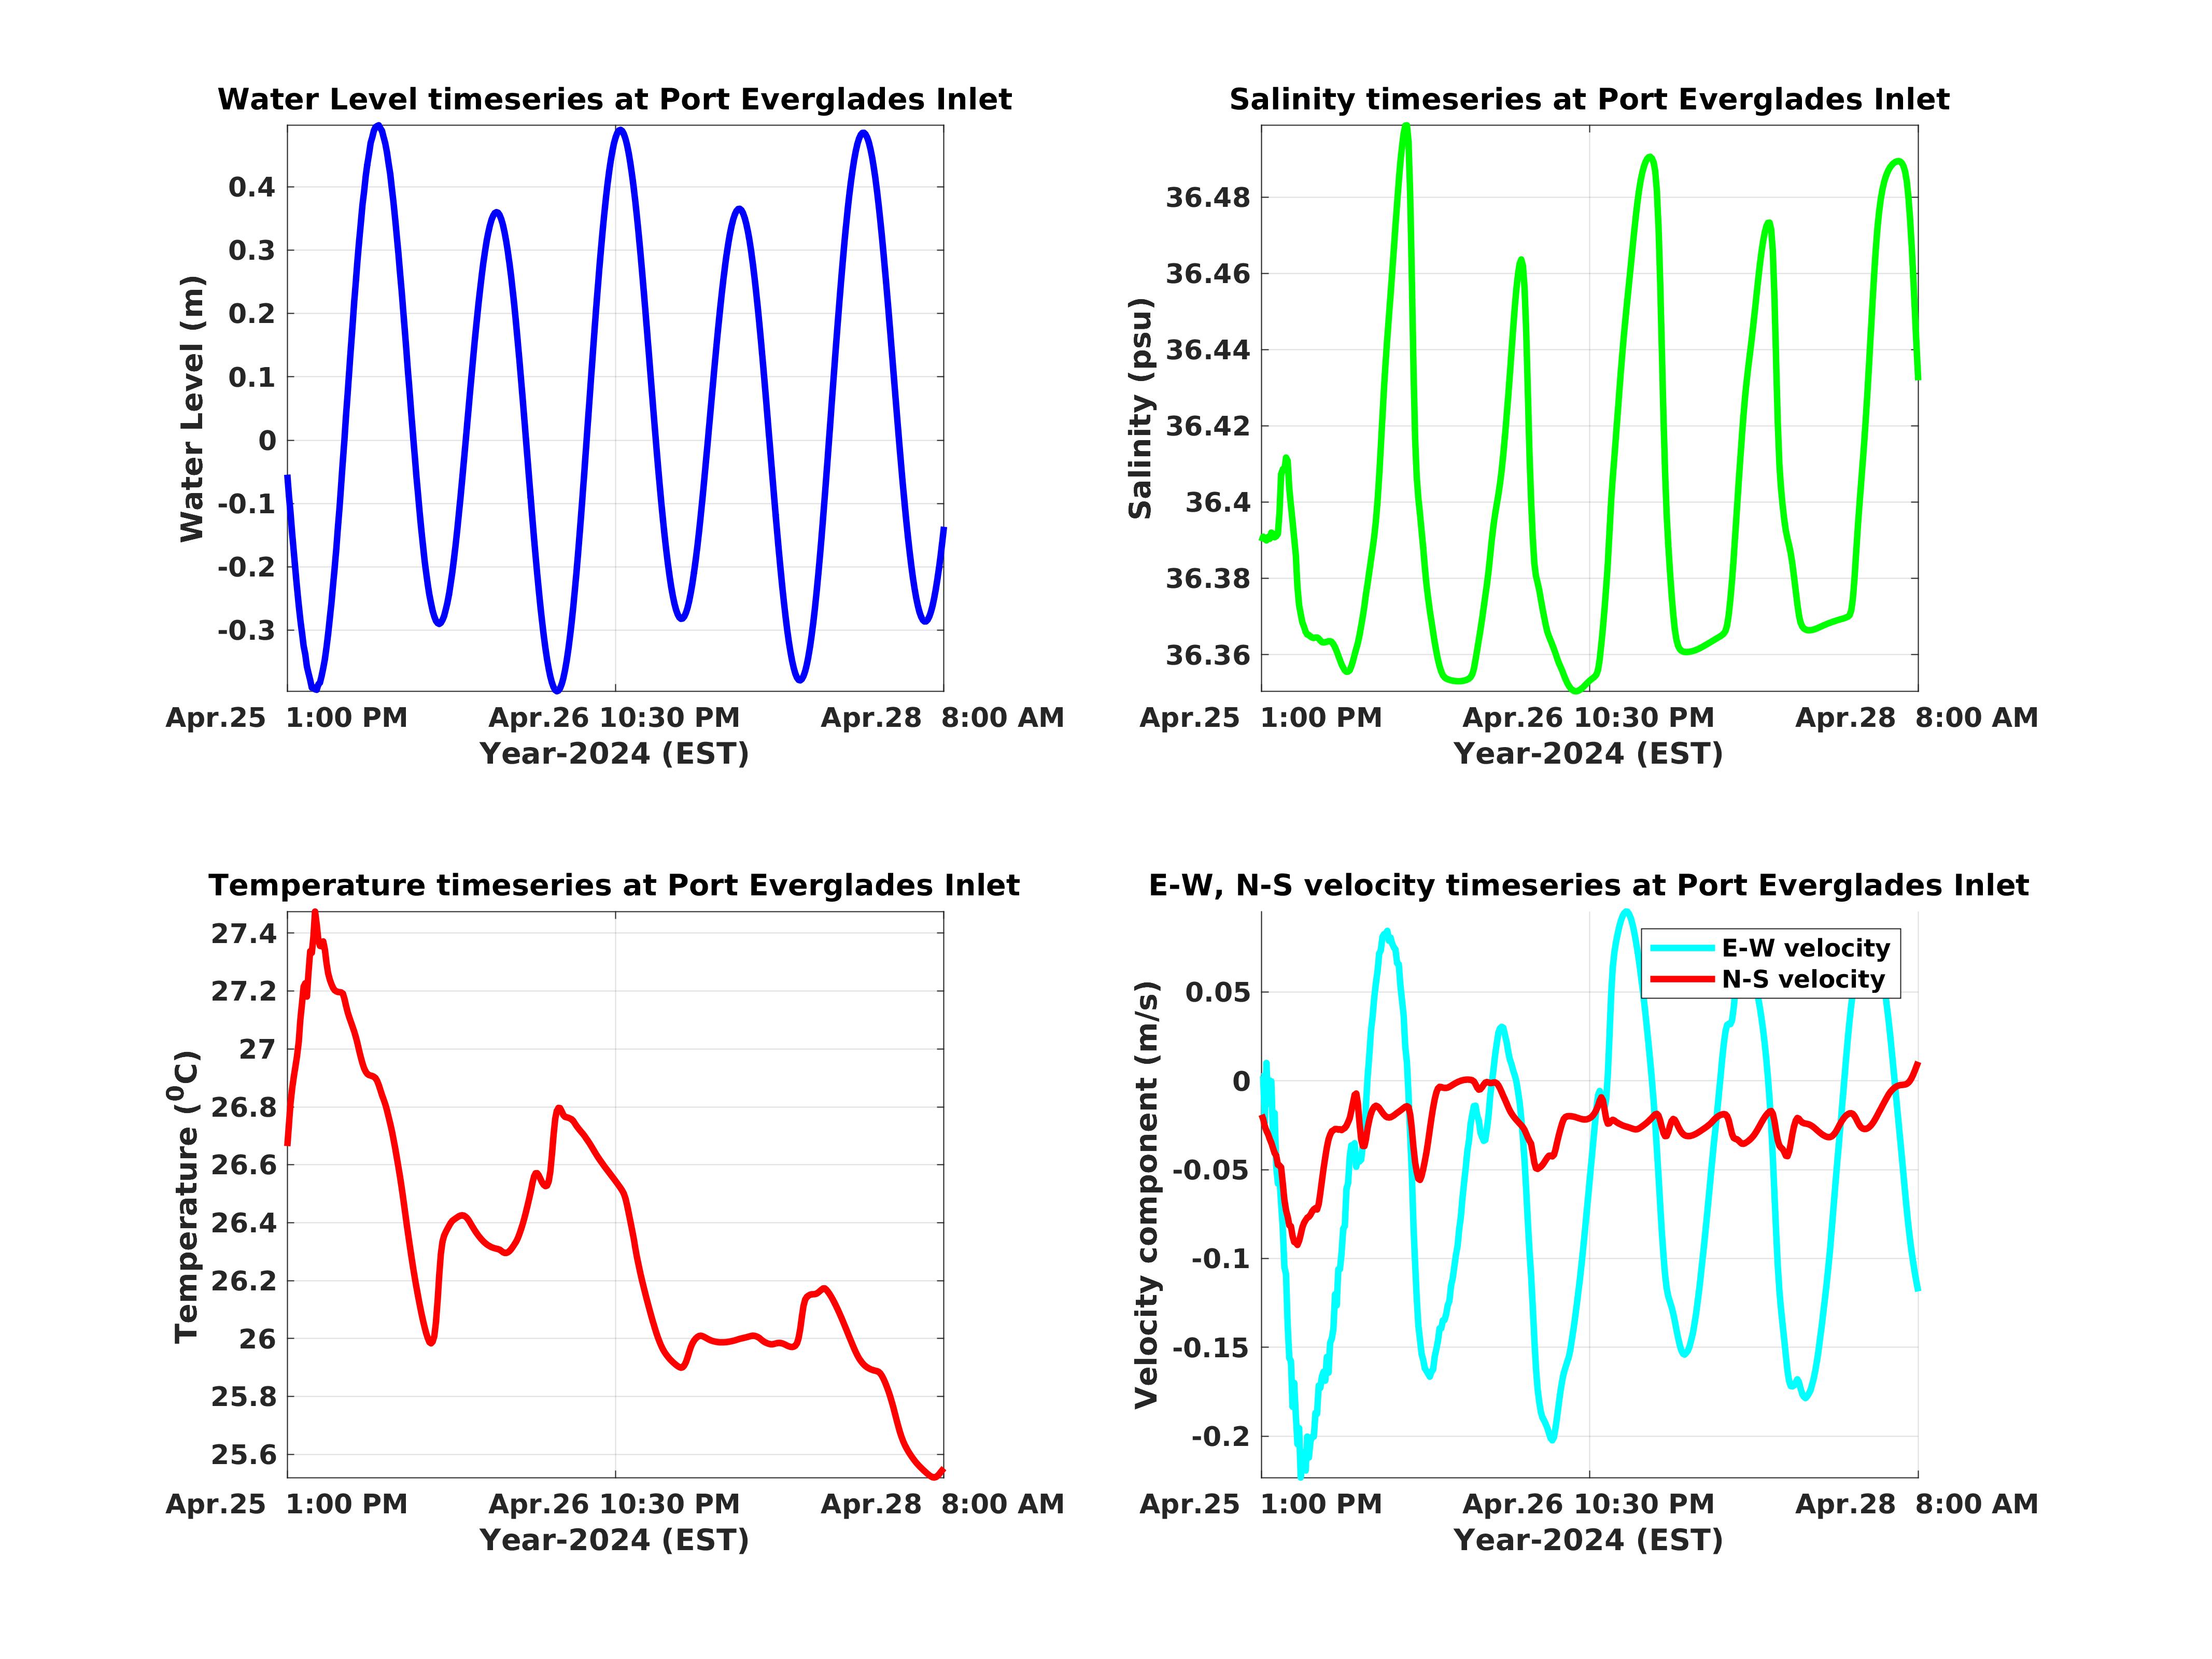 Water Level timeseries at Port Everglades Inlet
Water Level (m)
0.4
0.3
0.2
0.1
0
-0.1
-0.2
-0.3
Apr.25 1:00 PM
Apr.26 10:30 PM
Apr.28 8:00 AM
Year-2024 (EST)
Salinity timeseries at Port Everglades Inlet
Salinity (psu)
36.48
36.46
36.44
36.42
36.4
36.38
36.36
Apr.25 1:00 PM
Apr.26 10:30 PM
Apr.28 8:00 AM
Year-2024 (EST)
Temperature timeseries at Port Everglades Inlet
Temperature (⁰C)
27.4
27.2
27
26.8
26.6
26.4
26.2
26
25.8
25.6
Apr.25 1:00 PM
Apr.26 10:30 PM
Apr.28 8:00 AM
Year-2024 (EST)
E-W, N-S velocity timeseries at Port Everglades Inlet
Velocity component (m/s)
E-W velocity
N-S velocity
0.05
0
-0.05
-0.1
-0.15
-0.2
Apr.25 1:00 PM
Apr.26 10:30 PM
Apr.28 8:00 AM
Year-2024 (EST)